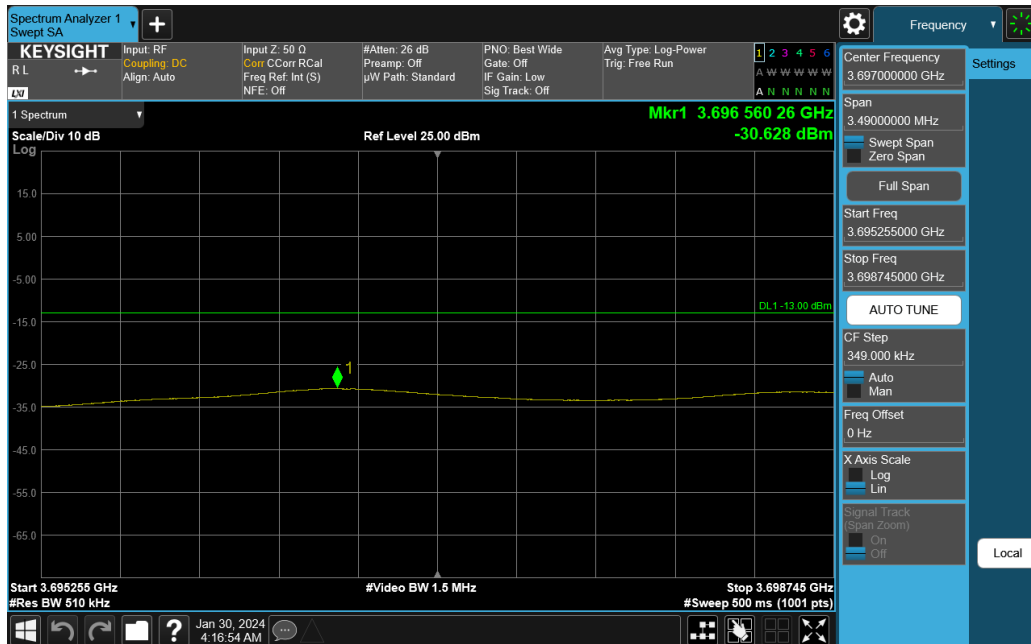 Spectrum Analyzer 1
Swept SA
Frequency
KEYSIGHT
R L
LXI
Input: RF
Coupling: DC
Align: Auto
Input Z: 50 Ω
Corr CCorr RCal
Freq Ref: Int (S)
NFE: Off
#Atten: 26 dB
Preamp: Off
µW Path: Standard
PNO: Best Wide
Gate: Off
IF Gain: Low
Sig Track: Off
Avg Type: Log-Power
Trig: Free Run
1 2 3 4 5 6
A W W W W W
A N N N N N
1 Spectrum
Scale/Div 10 dB
Log
Ref Level 25.00 dBm
Mkr1 3.696 560 26 GHz
-30.628 dBm
15.0
5.00
-5.00
DL1 -13.00 dBm
-15.0
-25.0
1
-35.0
-45.0
-55.0
-65.0
Start 3.695255 GHz
#Res BW 510 kHz
#Video BW 1.5 MHz
Stop 3.698745 GHz
#Sweep 500 ms (1001 pts)
Center Frequency
3.697000000 GHz
Settings
Span
3.49000000 MHz
Swept Span
Zero Span
Full Span
Start Freq
3.695255000 GHz
Stop Freq
3.698745000 GHz
AUTO TUNE
CF Step
349.000 kHz
Auto
Man
Freq Offset
0 Hz
X Axis Scale
Log
Lin
Signal Track
(Span Zoom)
On
Off
Local
?
Jan 30, 2024
4:16:54 AM